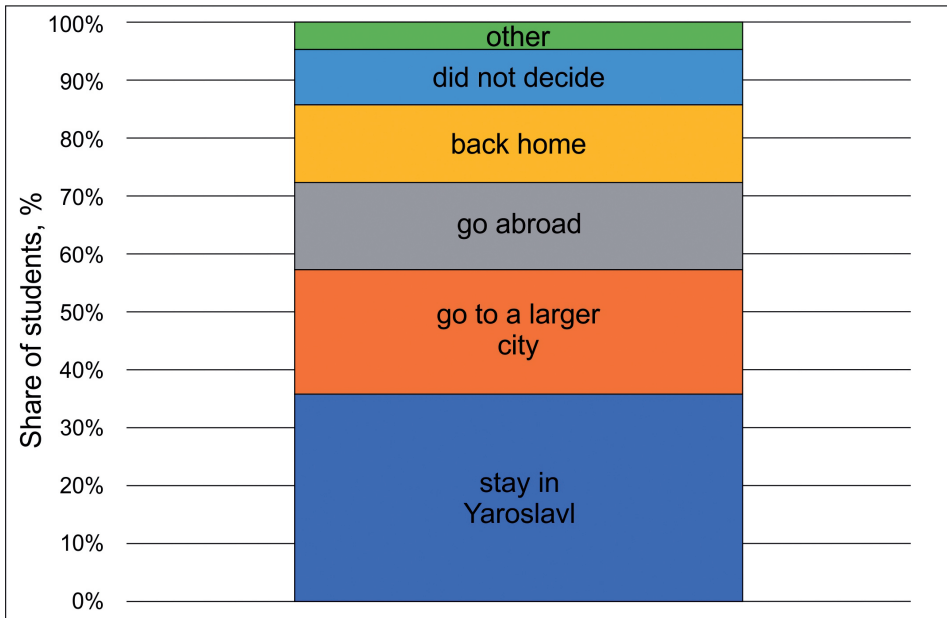 Share of students, %
100%
90%
80%
70%
60%
50%
40%
30%
20%
10%
0%
other
did not decide
back home
go abroad
go to a larger
city
stay in
Yaroslavl